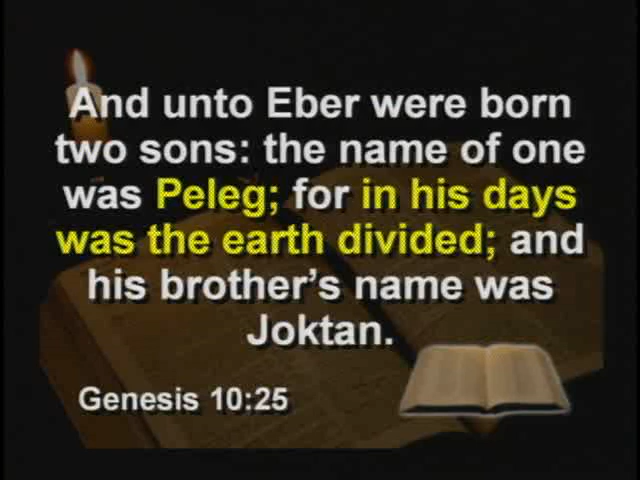 And unto Eber were born
two sons: the name of one
was Peleg; for in his days
was the earth divided; and
his brother’s name was
Joktan.
Genesis 10:25